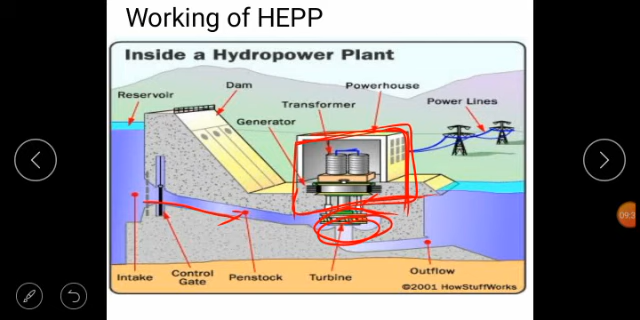 Working of HEPP
Inside a Hydropower Plant
Reservoir
Dam
Powerhouse
Transformer
Power Lines
Generator
Intake
Control
Gate
Penstock
Turbine
Outflow
©2001 HowStuffWorks